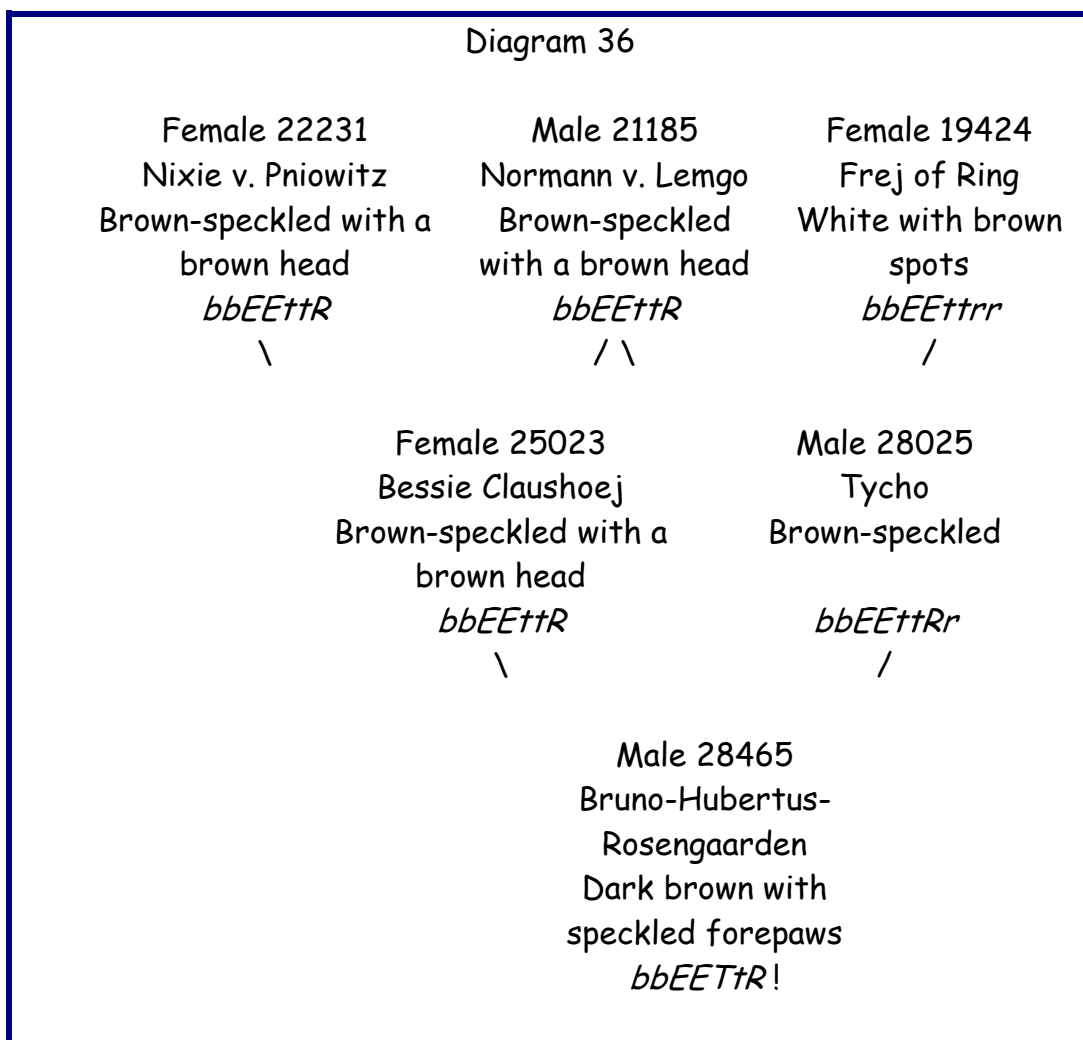 Diagram 36
Female 22231
Nixie v. Pniowitz
Brown-speckled with a
brown head
bbEEttR
\
Male 21185
Normann v. Lemgo
Brown-speckled
with a brown head
bbEEttR
/ \
Female 19424
Frej of Ring
White with brown
spots
bbEEttrr
/
Female 25023
Bessie Claushoej
Brown-speckled with a
brown head
bbEEttR
\
Male 28025
Tycho
Brown-speckled
bbEEttRr
/
Male 28465
Bruno-Hubertus-
Rosengaarden
Dark brown with
speckled forepaws
bbEETtR !